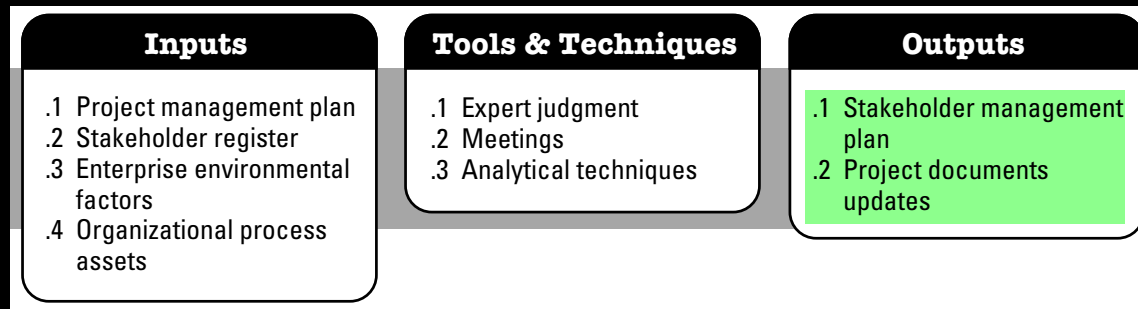 Inputs
.1 Project management plan
.2 Stakeholder register
.3 Enterprise environmental
factors
.4 Organizational process
assets
Tools & Techniques
.1 Expert judgment
.2 Meetings
.3 Analytical techniques
Outputs
.1 Stakeholder management
plan
.2 Project documents
updates